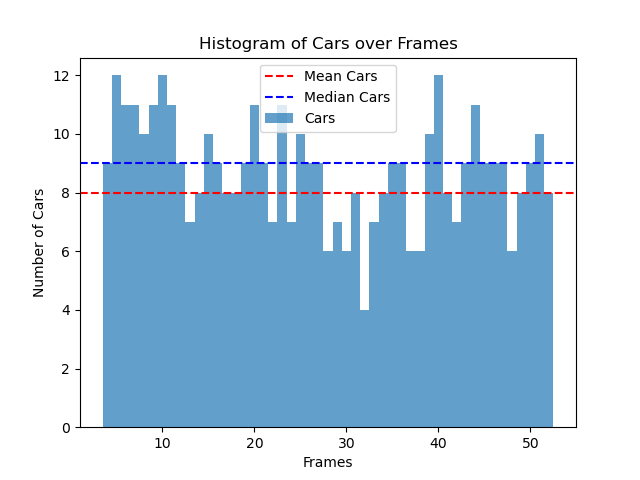 Histogram of Cars over Frames
Mean Cars
Median Cars
Cars
12
10
8
6
4
2
0
Number of Cars
10 20 30 40 50
Frames